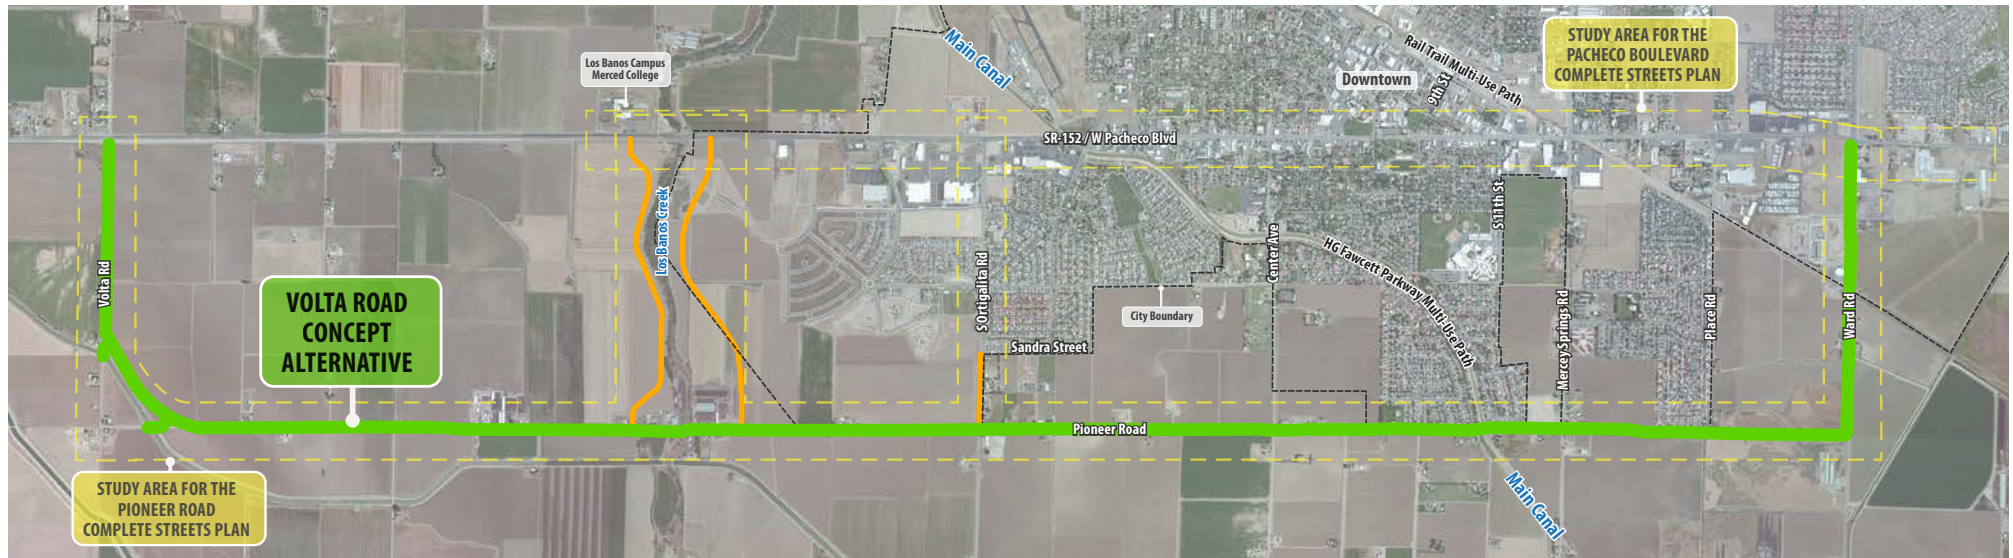 Main Canal
Los Banos Campus
Merced College
Rail Trail Multi-Use Path
STUDY AREA FOR THE
PACHECO BOULEVARD
COMPLETE STREETS PLAN
Downtown
9th St
SR-152 / W Pacheco Blvd
Los Banos Creek
S 11th St
Volta Rd
VOLTA ROAD
CONCEPT
ALTERNATIVE
S Ortigalita Rd
Center Ave
HG Fawcett Parkway Multi-Use Path
City Boundary
Sandra Street
Mercey Springs Rd
Place Rd
Ward Rd
Pioneer Road
STUDY AREA FOR THE
PIONEER ROAD
COMPLETE STREETS PLAN
Main Canal